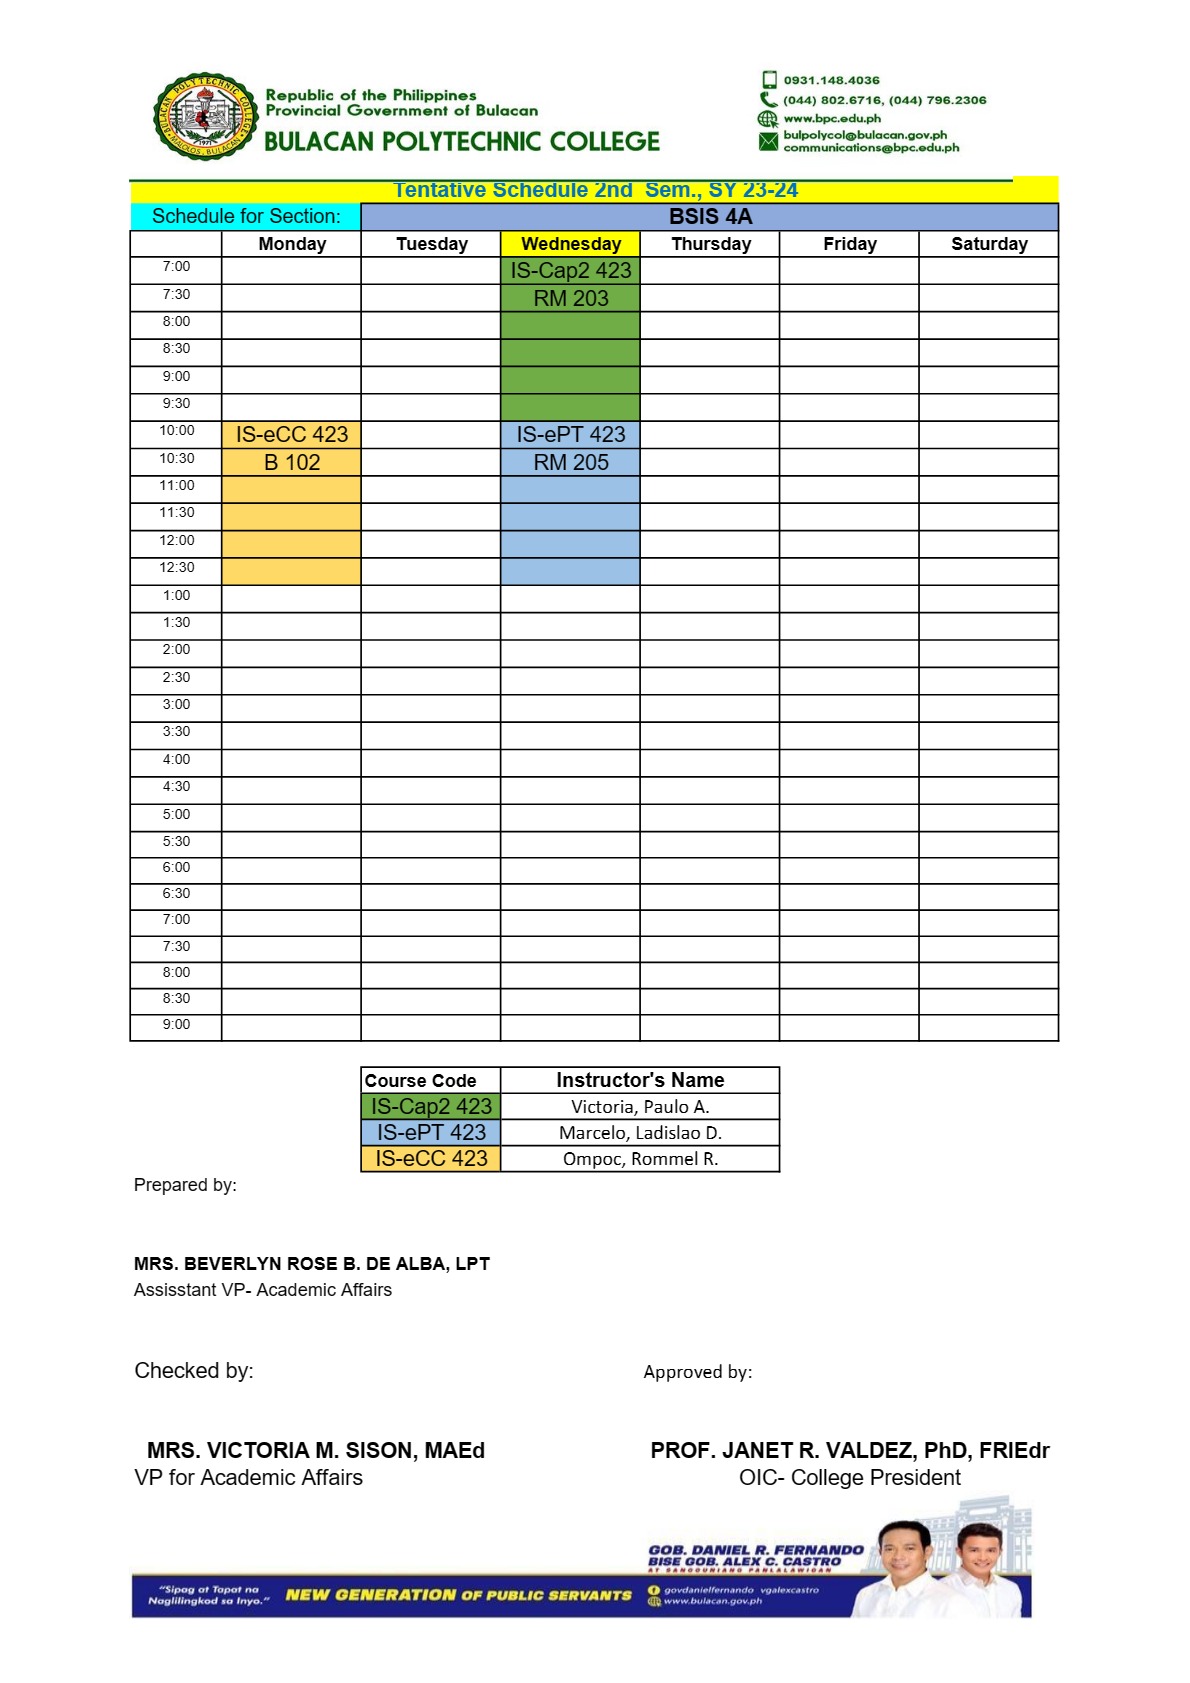 BULACAN POLYTECHNIC COLLEGE
MALOLOS, BULACAN
1971
Republic of the Philippines
Provincial Government of Bulacan
BULACAN POLYTECHNIC COLLEGE
0931.148.4036
(044) 802.6716, (044) 796.2306
www.bpc.edu.ph
bulpolycol@bulacan.gov.ph
communications@bpc.edu.ph
Tentative Schedule 2nd Sem., SY 23-24
Schedule for Section: BSIS 4A
Monday Tuesday Wednesday Thursday Friday Saturday
7:00 IS-Cap2 423
7:30 RM 203
8:00
8:30
9:00
9:30
10:00 IS-eCC 423 IS-ePT 423
10:30 B 102 RM 205
11:00
11:30
12:00
12:30
1:00
1:30
2:00
2:30
3:00
3:30
4:00
4:30
5:00
5:30
6:00
6:30
7:00
7:30
8:00
8:30
9:00
Course Code Instructor's Name
IS-Cap2 423 Victoria, Paulo A.
IS-ePT 423 Marcelo, Ladislao D.
IS-eCC 423 Ompoc, Rommel R.
Prepared by:
MRS. BEVERLYN ROSE B. DE ALBA, LPT
Assisstant VP- Academic Affairs
Checked by: Approved by:
MRS. VICTORIA M. SISON, MAEd PROF. JANET R. VALDEZ, PhD, FRIEdr
VP for Academic Affairs OIC- College President
GOB. DANIEL R. FERNANDO
BISE GOB. ALEX C. CASTRO
AT SANGGUNIANG PANLALAWIGAN
"Sipag at Tapat na
Naglilingkod sa Inyo."
NEW GENERATION OF PUBLIC SERVANTS
govdanielfernando vgalexcastro
www.bulacan.gov.ph